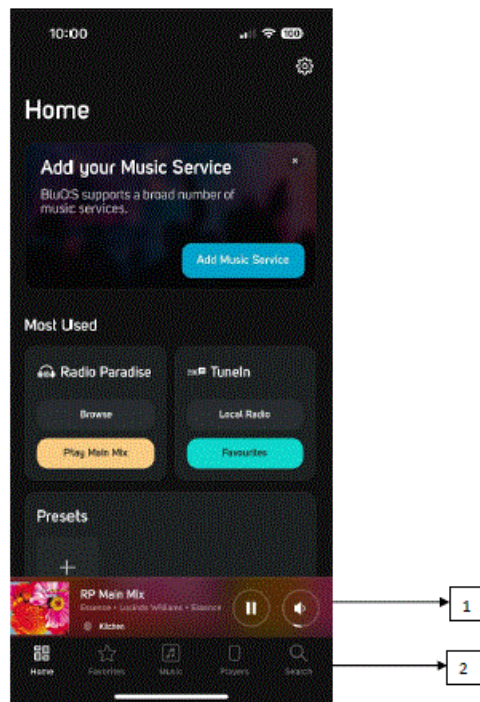 10:00
100
Home
Add your Music Service
×
BluOS supports a broad number of
music services.
Add Music Service
Most Used
Radio Paradise
TuneIn
Browse
Local Radio
Play Main Mix
Favourites
Presets
+
RP Main Mix
Essence • Lucinda Williams • Essence
Kitchen
1
Home
Favorites
Music
Players
Search
2